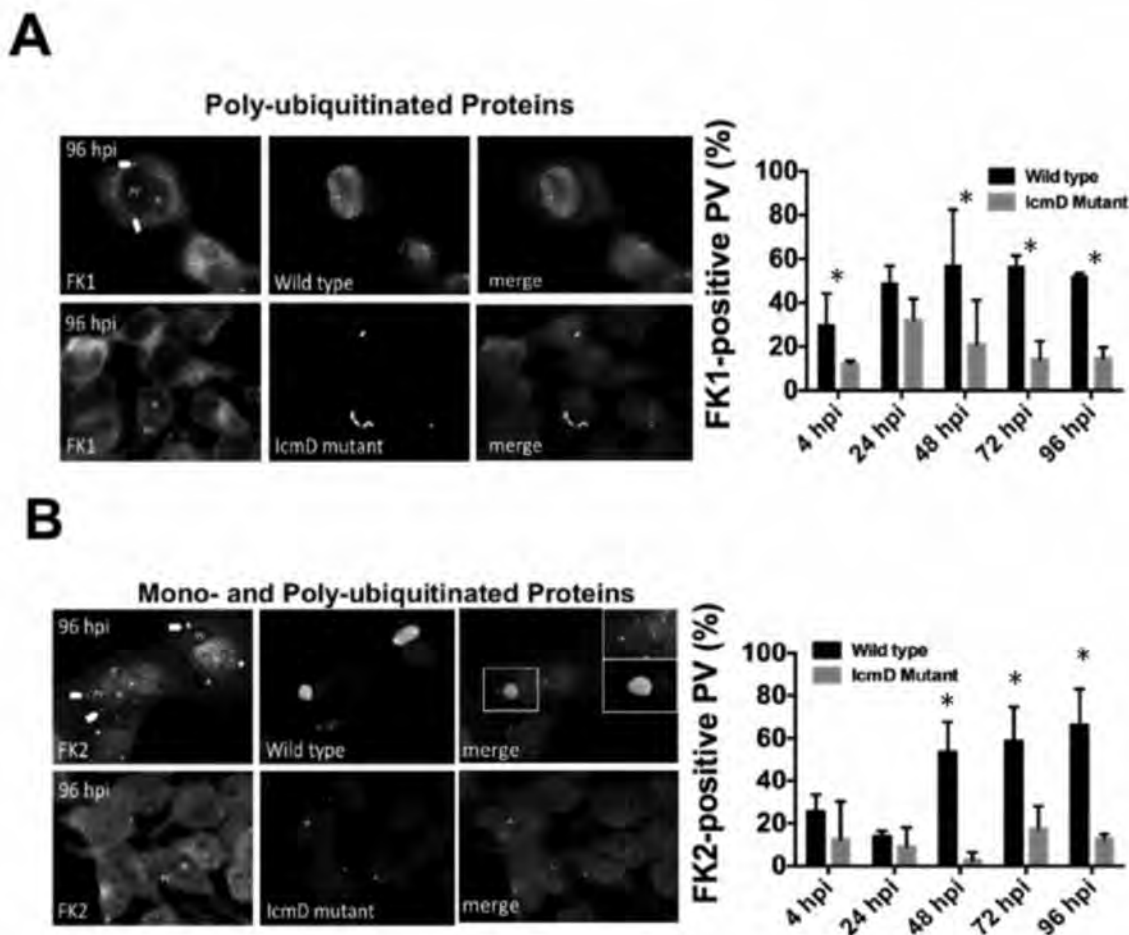 A
Poly-ubiquitinated Proteins
96 hpi
FK1
Wild type
merge
96 hpi
FK1
IcmD mutant
merge
FK1-positive PV (%)
100
80
60
40
20
0
Wild type
IcmD Mutant
*
*
*
*
4 hpi
24 hpi
48 hpi
72 hpi
96 hpi
B
Mono- and Poly-ubiquitinated Proteins
96 hpi
FK2
Wild type
merge
96 hpi
FK2
IcmD mutant
merge
FK2-positive PV (%)
100
80
60
40
20
0
Wild type
IcmD Mutant
*
*
*
4 hpi
24 hpi
48 hpi
72 hpi
96 hpi